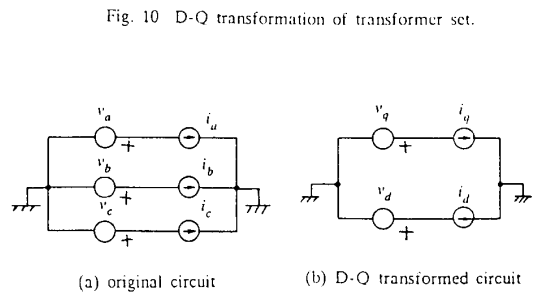 Fig. 10 D-Q transformation of transformer set.
v_a i_a
v_q i_q
+
+
v_b i_b
+
v_c i_c
v_d i_d
+
+
(a) original circuit
(b) D-Q transformed circuit